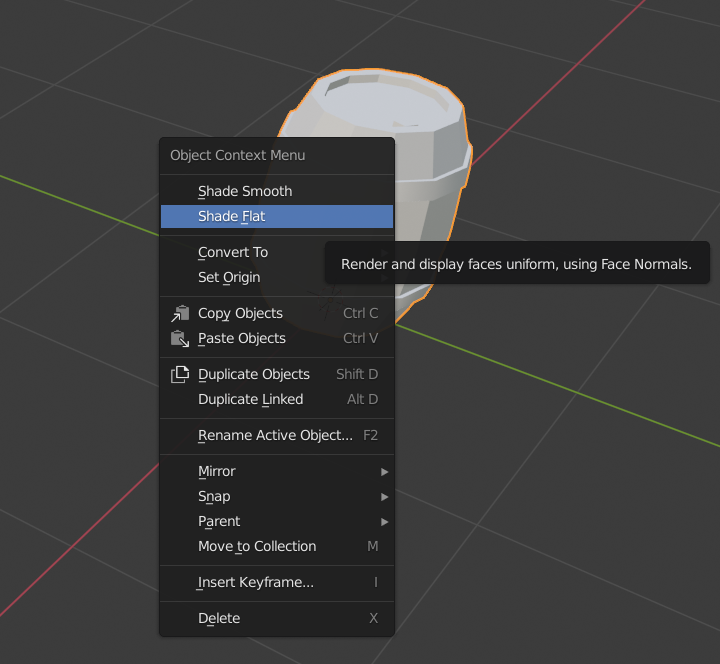 Object Context Menu
Shade Smooth
Shade Flat
Convert To
Render and display faces uniform, using Face Normals.
Set Origin
Copy Objects Ctrl C
Paste Objects Ctrl V
Duplicate Objects Shift D
Duplicate Linked Alt D
Rename Active Object... F2
Mirror
Snap
Parent
Move to Collection M
Insert Keyframe... I
Delete X